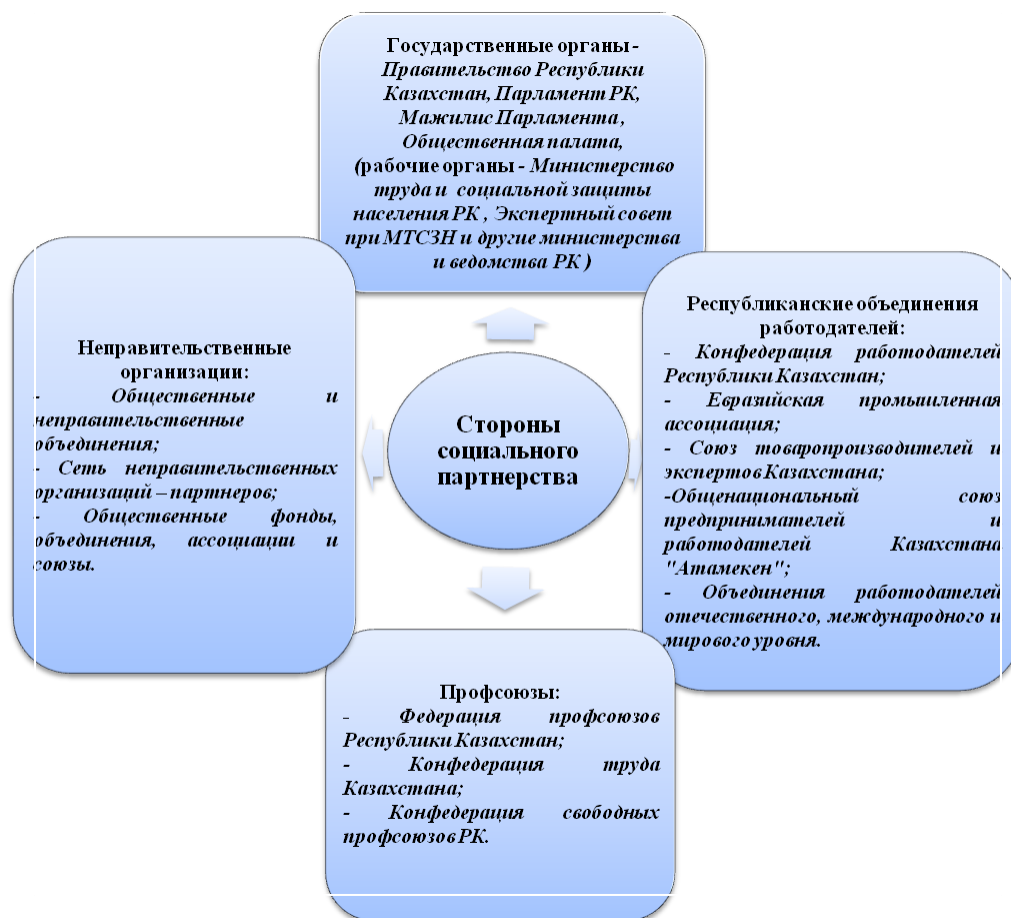 Государственные органы -
Правительство Республики
Казахстан, Парламент РК,
Мажилис Парламента ,
Общественная палата,
(рабочие органы - Министерство
труда и социальной защиты
населения РК , Экспертный совет
при МТСЗН и другие министерства
и ведомства РК )
Неправительственные
организации:
- Общественные и
неправительственные
объединения;
- Сеть неправительственных
организаций – партнеров;
- Общественные фонды,
объединения, ассоциации и
союзы.
Стороны
социального
партнерства
Республиканские объединения
работодателей:
- Конфедерация работодателей
Республики Казахстан;
- Евразийская промышленная
ассоциация;
- Союз товаропроизводителей и
экспертов Казахстана;
-Общенациональный союз
предпринимателей и
работодателей Казахстана
"Атамекен";
- Объединения работодателей
отечественного, международного и
мирового уровня.
Профсоюзы:
- Федерация профсоюзов
Республики Казахстан;
- Конфедерация труда
Казахстана;
- Конфедерация свободных
профсоюзов РК.